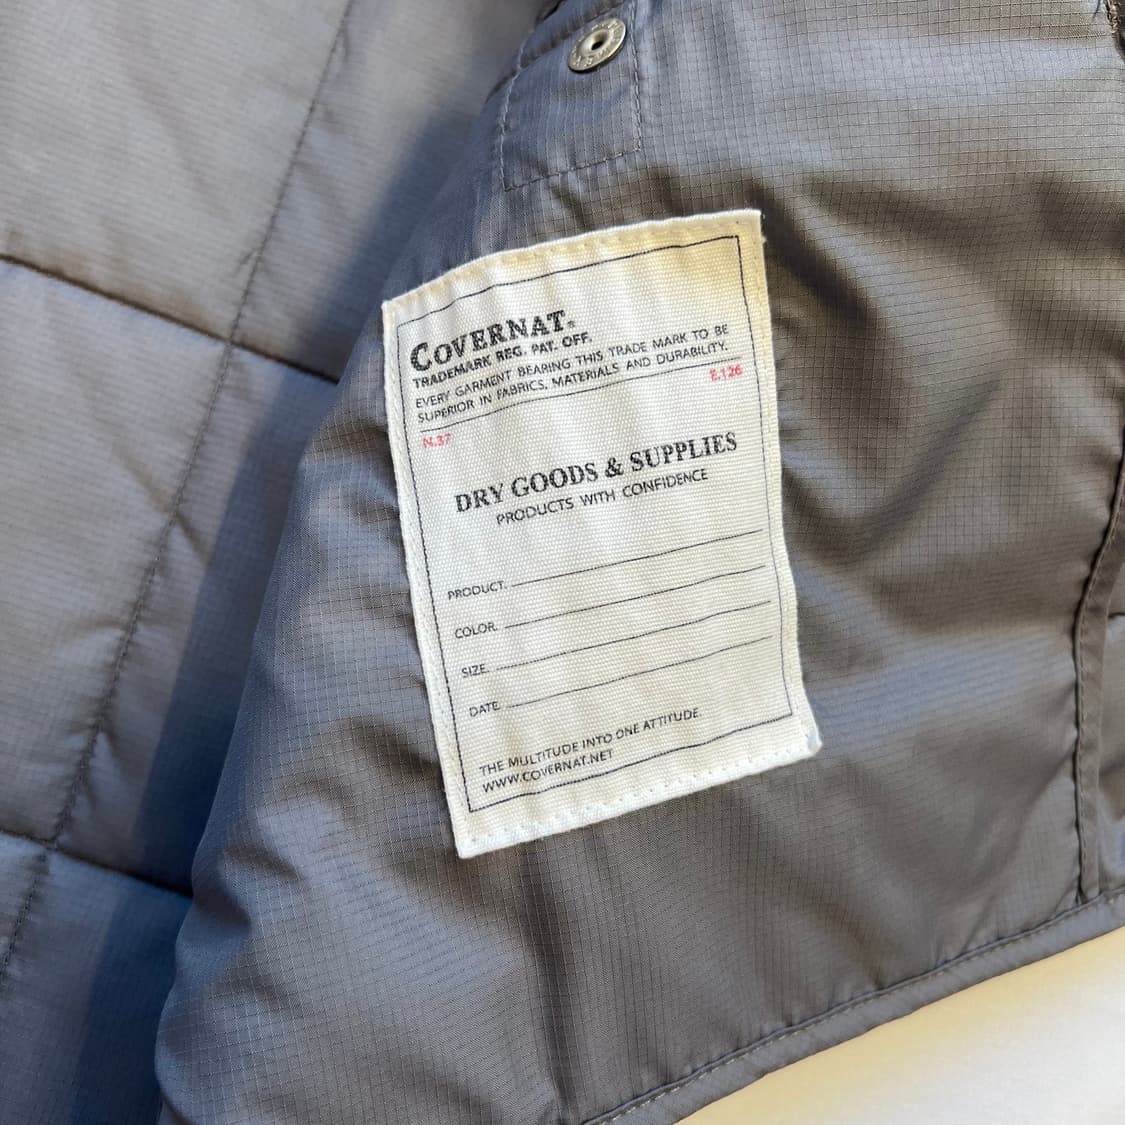 COVERNAT®
TRADEMARK REG. PAT. OFF.
EVERY GARMENT BEARING THIS TRADE MARK TO BE
SUPERIOR IN FABRICS, MATERIALS AND DURABILITY.
N.37 E.126
DRY GOODS & SUPPLIES
PRODUCTS WITH CONFIDENCE
PRODUCT.
COLOR.
SIZE.
DATE.
THE MULTITUDE INTO ONE ATTITUDE.
WWW.COVERNAT.NET